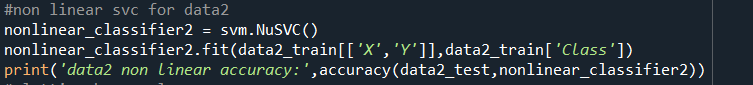 #non linear svc for data2
nonlinear_classifier2 = svm.NuSVC()
nonlinear_classifier2.fit(data2_train[['X','Y']],data2_train['Class'])
print('data2 non linear accuracy:',accuracy(data2_test,nonlinear_classifier2))